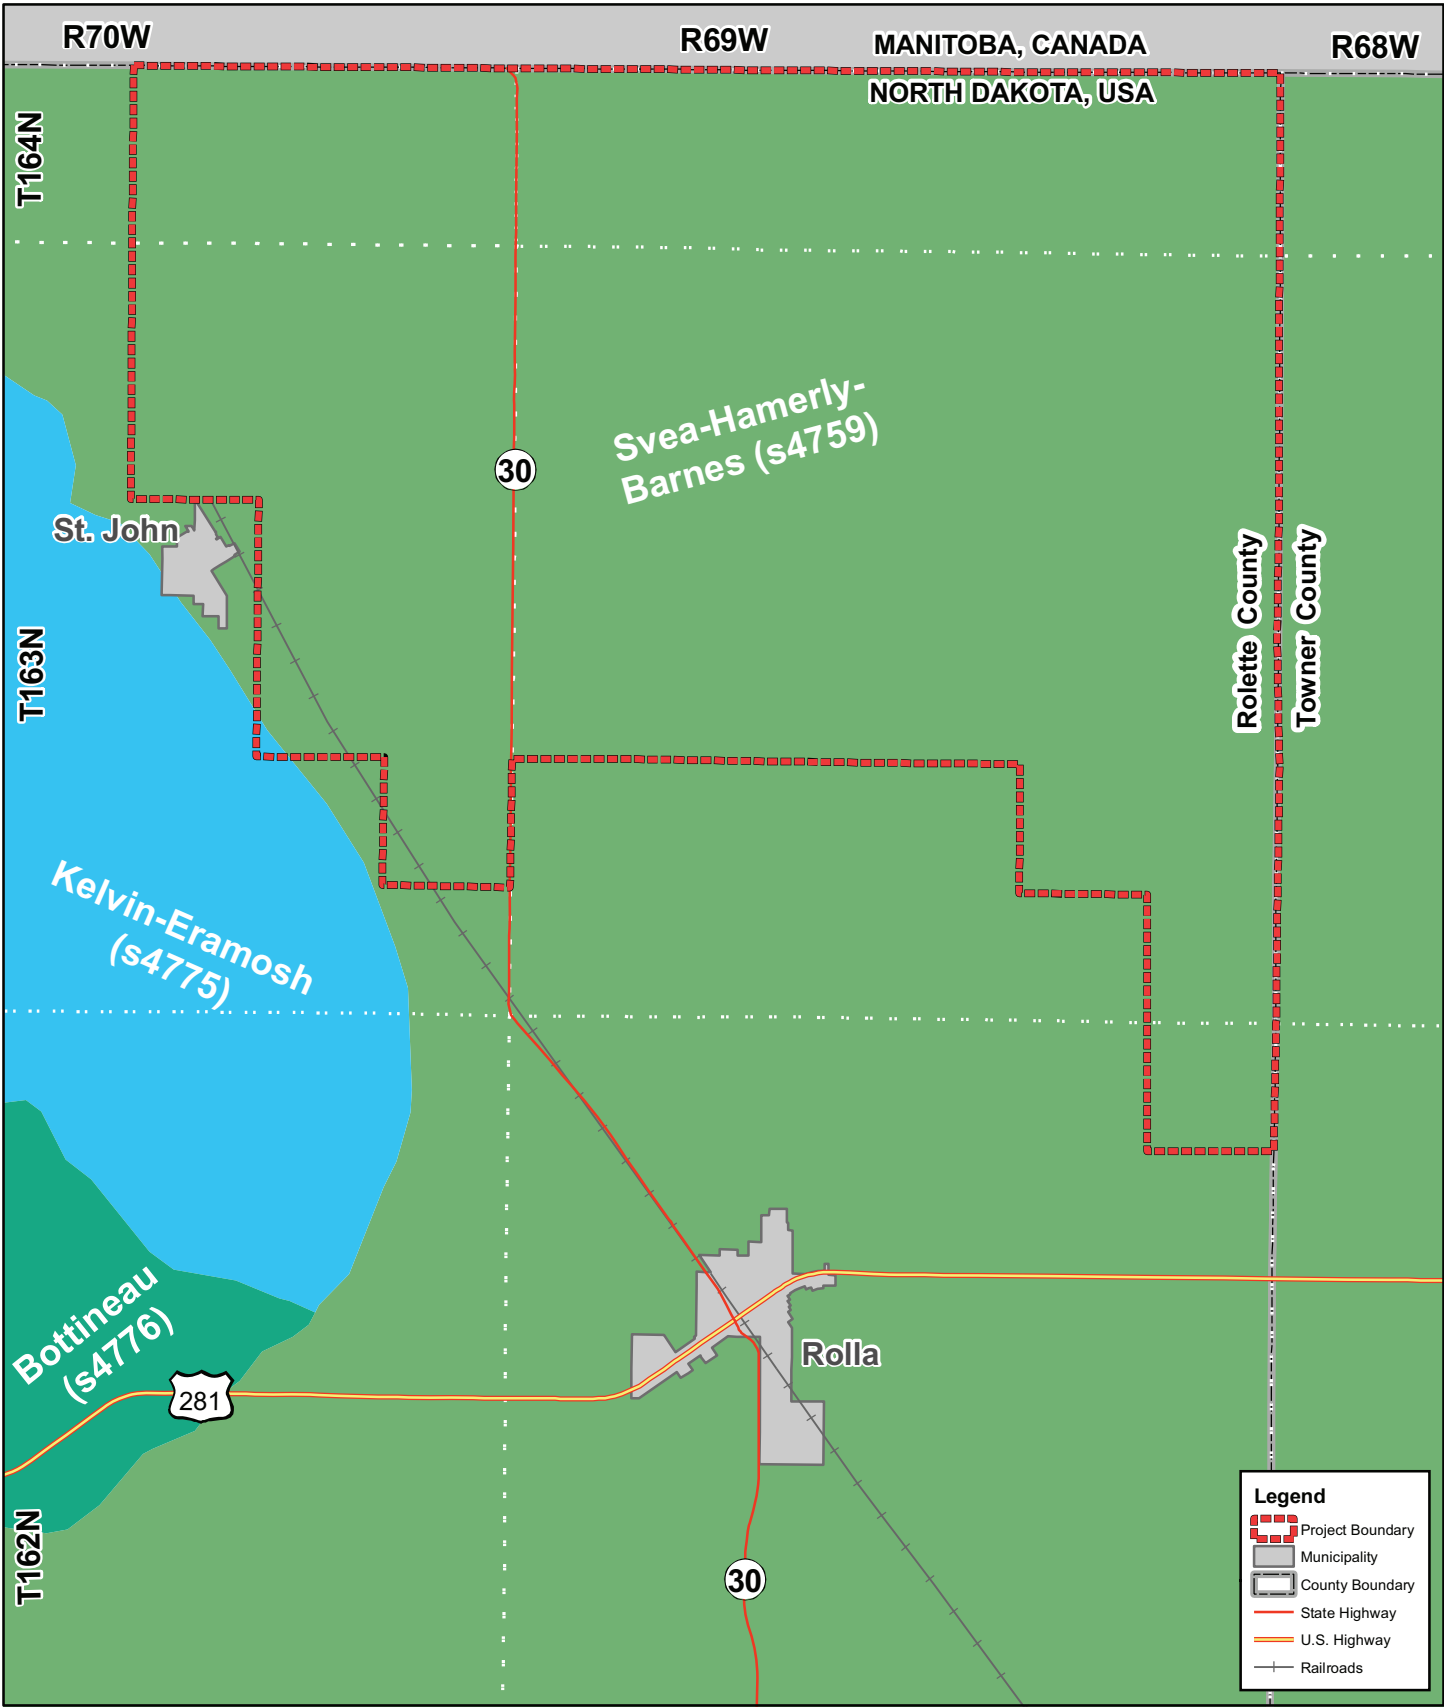 R70W
R69W
MANITOBA, CANADA
R68W
NORTH DAKOTA, USA
T164N
Svea-Hamerly-
Barnes (s4759)
30
St. John
Rolette County
Towner County
T163N
Kelvin-Eramosh
(s4775)
Bottineau
(s4776)
281
Rolla
T162N
30
Legend
Project Boundary
Municipality
County Boundary
State Highway
U.S. Highway
Railroads